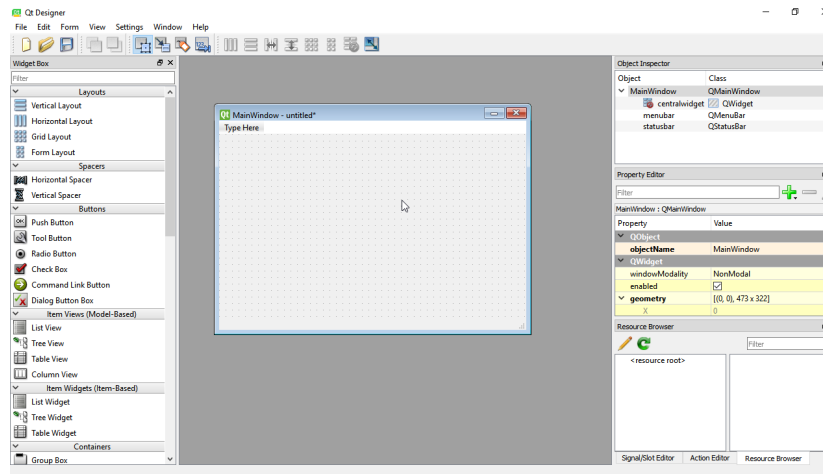 Qt Designer
File Edit Form View Settings Window Help
Widget Box
Filter
Layouts
Vertical Layout
Horizontal Layout
Grid Layout
Form Layout
Spacers
Horizontal Spacer
Vertical Spacer
Buttons
OK Push Button
Tool Button
Radio Button
Check Box
Command Link Button
Dialog Button Box
Item Views (Model-Based)
List View
Tree View
Table View
Column View
Item Widgets (Item-Based)
List Widget
Tree Widget
Table Widget
Containers
Group Box
Qt MainWindow - untitled*
Type Here
Object Inspector
Object Class
MainWindow QMainWindow
centralwidget QWidget
menubar QMenuBar
statusbar QStatusBar
Property Editor
Filter
MainWindow : QMainWindow
Property Value
QObject
objectName MainWindow
QWidget
windowModality NonModal
enabled
geometry [(0, 0), 473 x 322]
X 0
Resource Browser
Filter
<resource root>
Signal/Slot Editor Action Editor Resource Browser